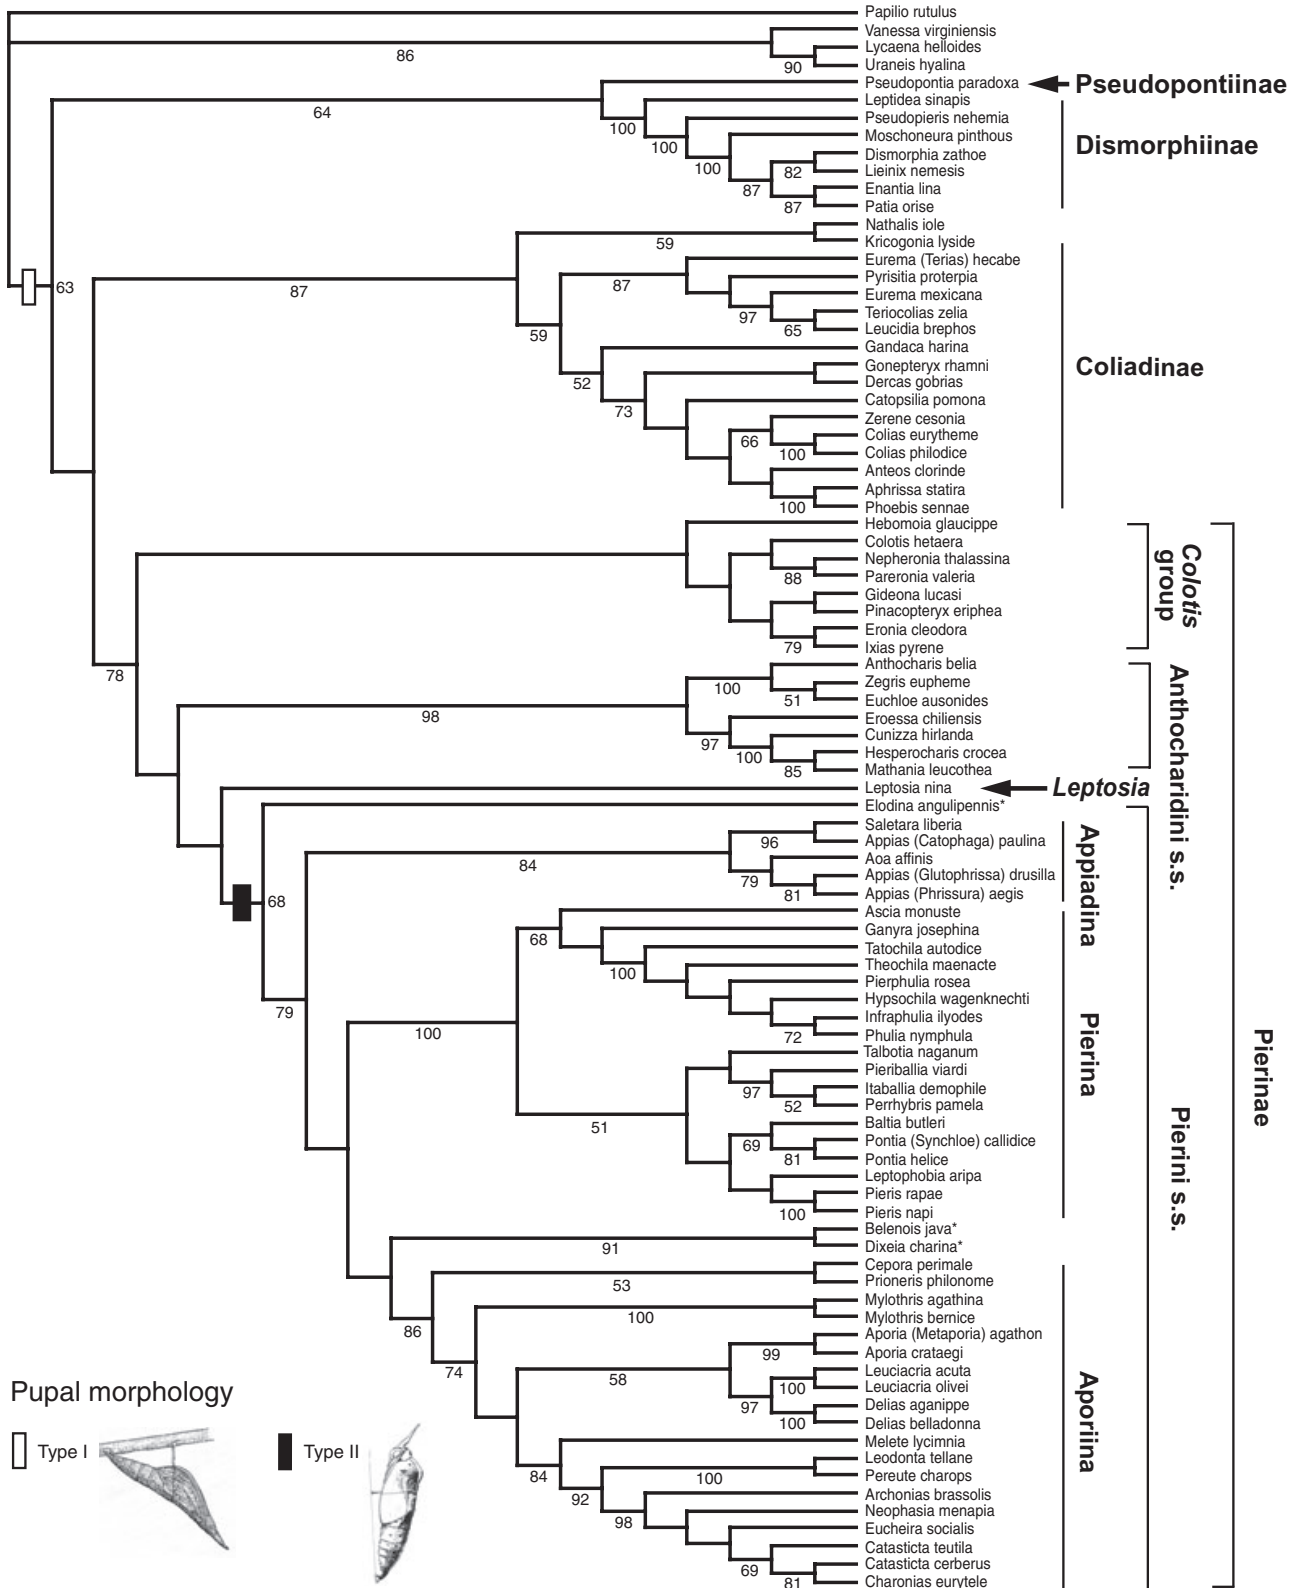 Papilio rutulus
Vanessa virginiensis
Lycaena helloides
86
Uraneis hyalina
90
Pseudopontia paradoxa
Pseudopontiinae
Leptidea sinapis
64
Pseudopieris nehemia
100
Moschoneura pinthous
100
Dismorphiinae
Dismorphia zathoe
100
82
Lieinix nemesis
87
Enantia lina
87
Patia orise
Nathalis iole
59
Kricogonia lyside
Eurema (Terias) hecabe
63
87
87
Pyrisitia proterpia
Eurema mexicana
97
Teriocolias zelia
59
65
Leucidia brephos
Gandaca harina
Gonepteryx rhamni
Coliadinae
52
Dercas gobrias
73
Catopsilia pomona
Zerene cesonia
66
Colias eurytheme
100
Colias philodice
Anteos clorinde
Aphrissa statira
100
Phoebis sennae
Hebomoia glaucippe
Colotis hetaera
Nepheronia thalassina
88
Pareronia valeria
Colotis
group
Gideona lucasi
Pinacopteryx eriphea
Eronia cleodora
79
Ixias pyrene
78
Anthocharis belia
100
Zegris eupheme
51
Euchloe ausonides
98
Eroessa chiliensis
97
Cunizza hirlanda
100
Hesperocharis crocea
85
Mathania leucothea
Anthocharidini s.s.
Leptosia nina
Leptosia
Elodina angulipennis*
Saletara liberia
96
Appias (Catophaga) paulina
84
Aoa affinis
79
Appias (Glutophrissa) drusilla
81
Appias (Phrissura) aegis
Appiadina
68
Ascia monuste
68
Ganyra josephina
Tatochila autodice
100
Theochila maenacte
Pierphulia rosea
79
Hypsochila wagenknechti
100
Infraphulia ilyodes
72
Phulia nymphula
Pierina
Talbotia naganum
Pieriballia viardi
97
Itaballia demophile
52
Perrhybris pamela
51
Baltia butleri
69
Pontia (Synchloe) callidice
81
Pontia helice
Leptophobia aripa
Pieris rapae
100
Pieris napi
Pierini s.s.
Pierinae
Belenois java*
91
Dixeia charina*
Cepora perimale
53
Prioneris philonome
Mylothris agathina
100
Mylothris bernice
86
Aporia (Metaporia) agathon
99
Aporia crataegi
74
58
Leuciacria acuta
100
Leuciacria olivei
97
Delias aganippe
100
Delias belladonna
Aporiina
Melete lycimnia
84
Leodonta tellane
100
Pereute charops
92
Archonias brassolis
98
Neophasia menapia
Eucheira socialis
Catasticta teutila
69
Catasticta cerberus
81
Charonias eurytele
Pupal morphology
Type I
Type II